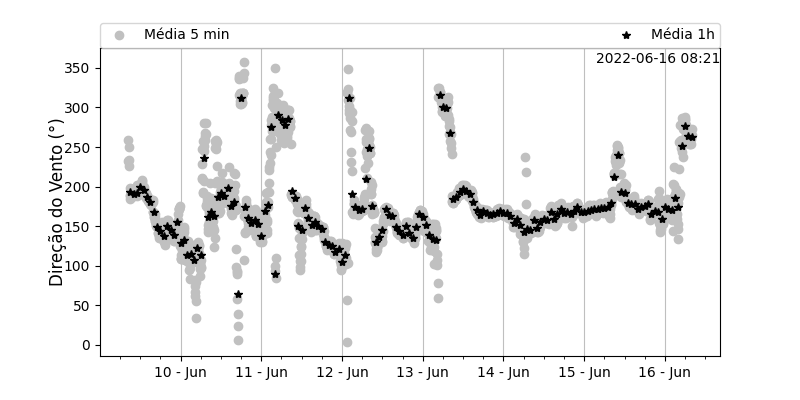 Média 5 min
Média 1h
2022-06-16 08:21
Direção do Vento (°)
350
300
250
200
150
100
50
0
10 - Jun
11 - Jun
12 - Jun
13 - Jun
14 - Jun
15 - Jun
16 - Jun